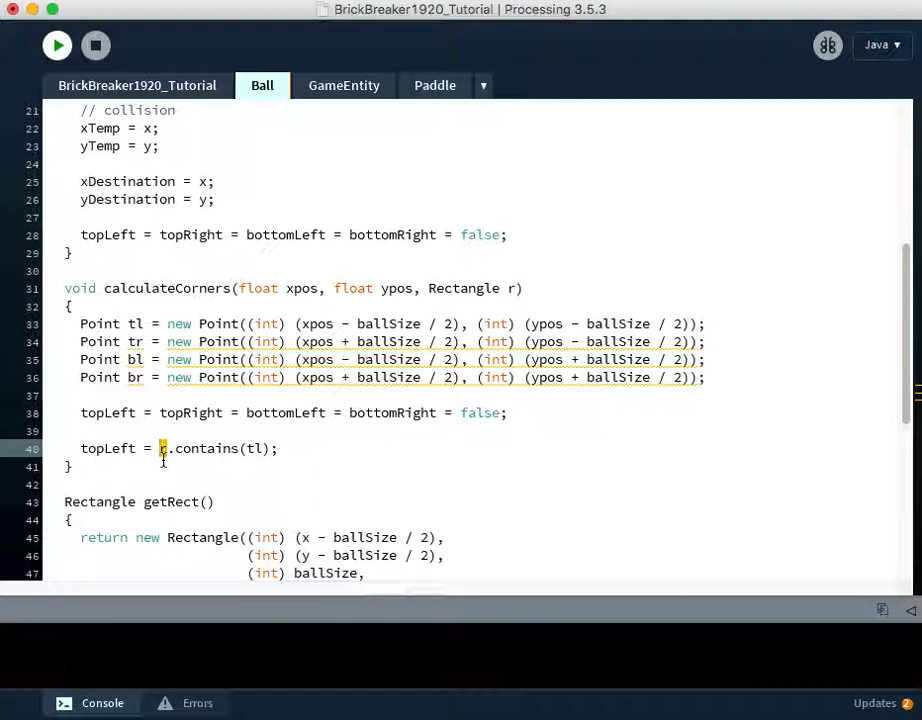 BrickBreaker1920_Tutorial | Processing 3.5.3
Java ▾
BrickBreaker1920_Tutorial Ball GameEntity Paddle ▾
21 // collision
22 xTemp = x;
23 yTemp = y;
24
25 xDestination = x;
26 yDestination = y;
27
28 topLeft = topRight = bottomLeft = bottomRight = false;
29 }
30
31 void calculateCorners(float xpos, float ypos, Rectangle r)
32 {
33 Point tl = new Point((int) (xpos - ballSize / 2), (int) (ypos - ballSize / 2));
34 Point tr = new Point((int) (xpos + ballSize / 2), (int) (ypos - ballSize / 2));
35 Point bl = new Point((int) (xpos - ballSize / 2), (int) (ypos + ballSize / 2));
36 Point br = new Point((int) (xpos + ballSize / 2), (int) (ypos + ballSize / 2));
37
38 topLeft = topRight = bottomLeft = bottomRight = false;
39
40 topLeft = r.contains(tl);
41 }
42
43 Rectangle getRect()
44 {
45 return new Rectangle((int) (x - ballSize / 2),
46 (int) (y - ballSize / 2),
47 (int) ballSize,
Console Errors Updates 2